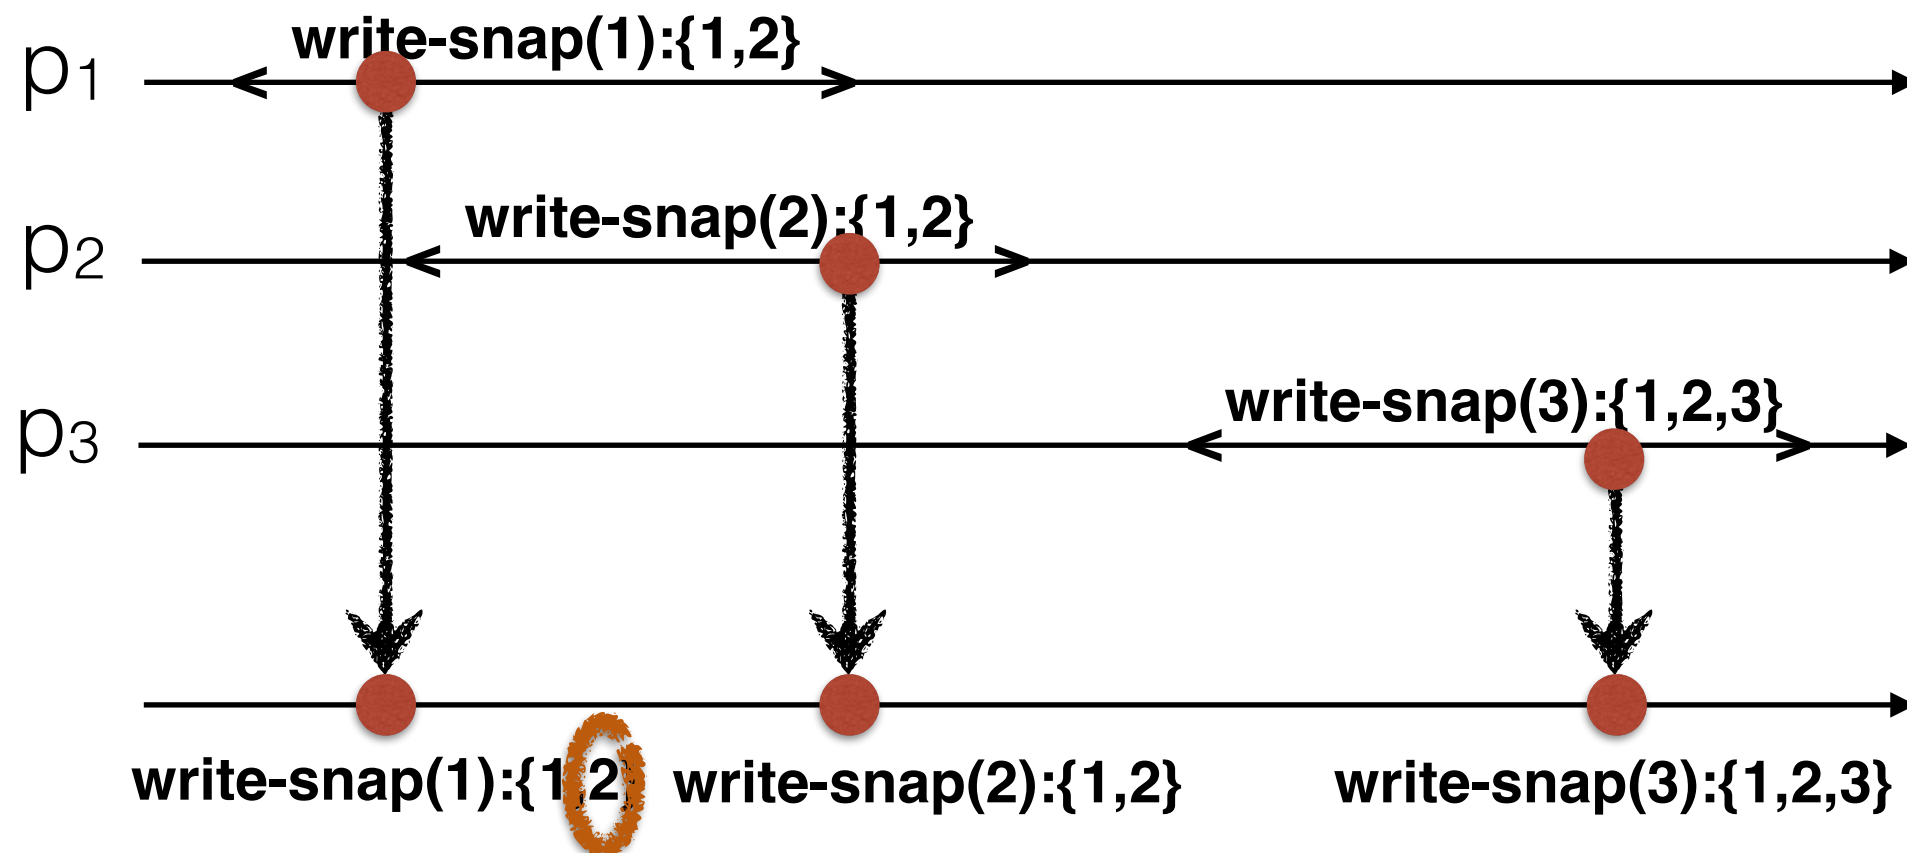 write-snap(1):{1,2}
p1
write-snap(2):{1,2}
p2
write-snap(3):{1,2,3}
p3
write-snap(1):{1,2} write-snap(2):{1,2} write-snap(3):{1,2,3}